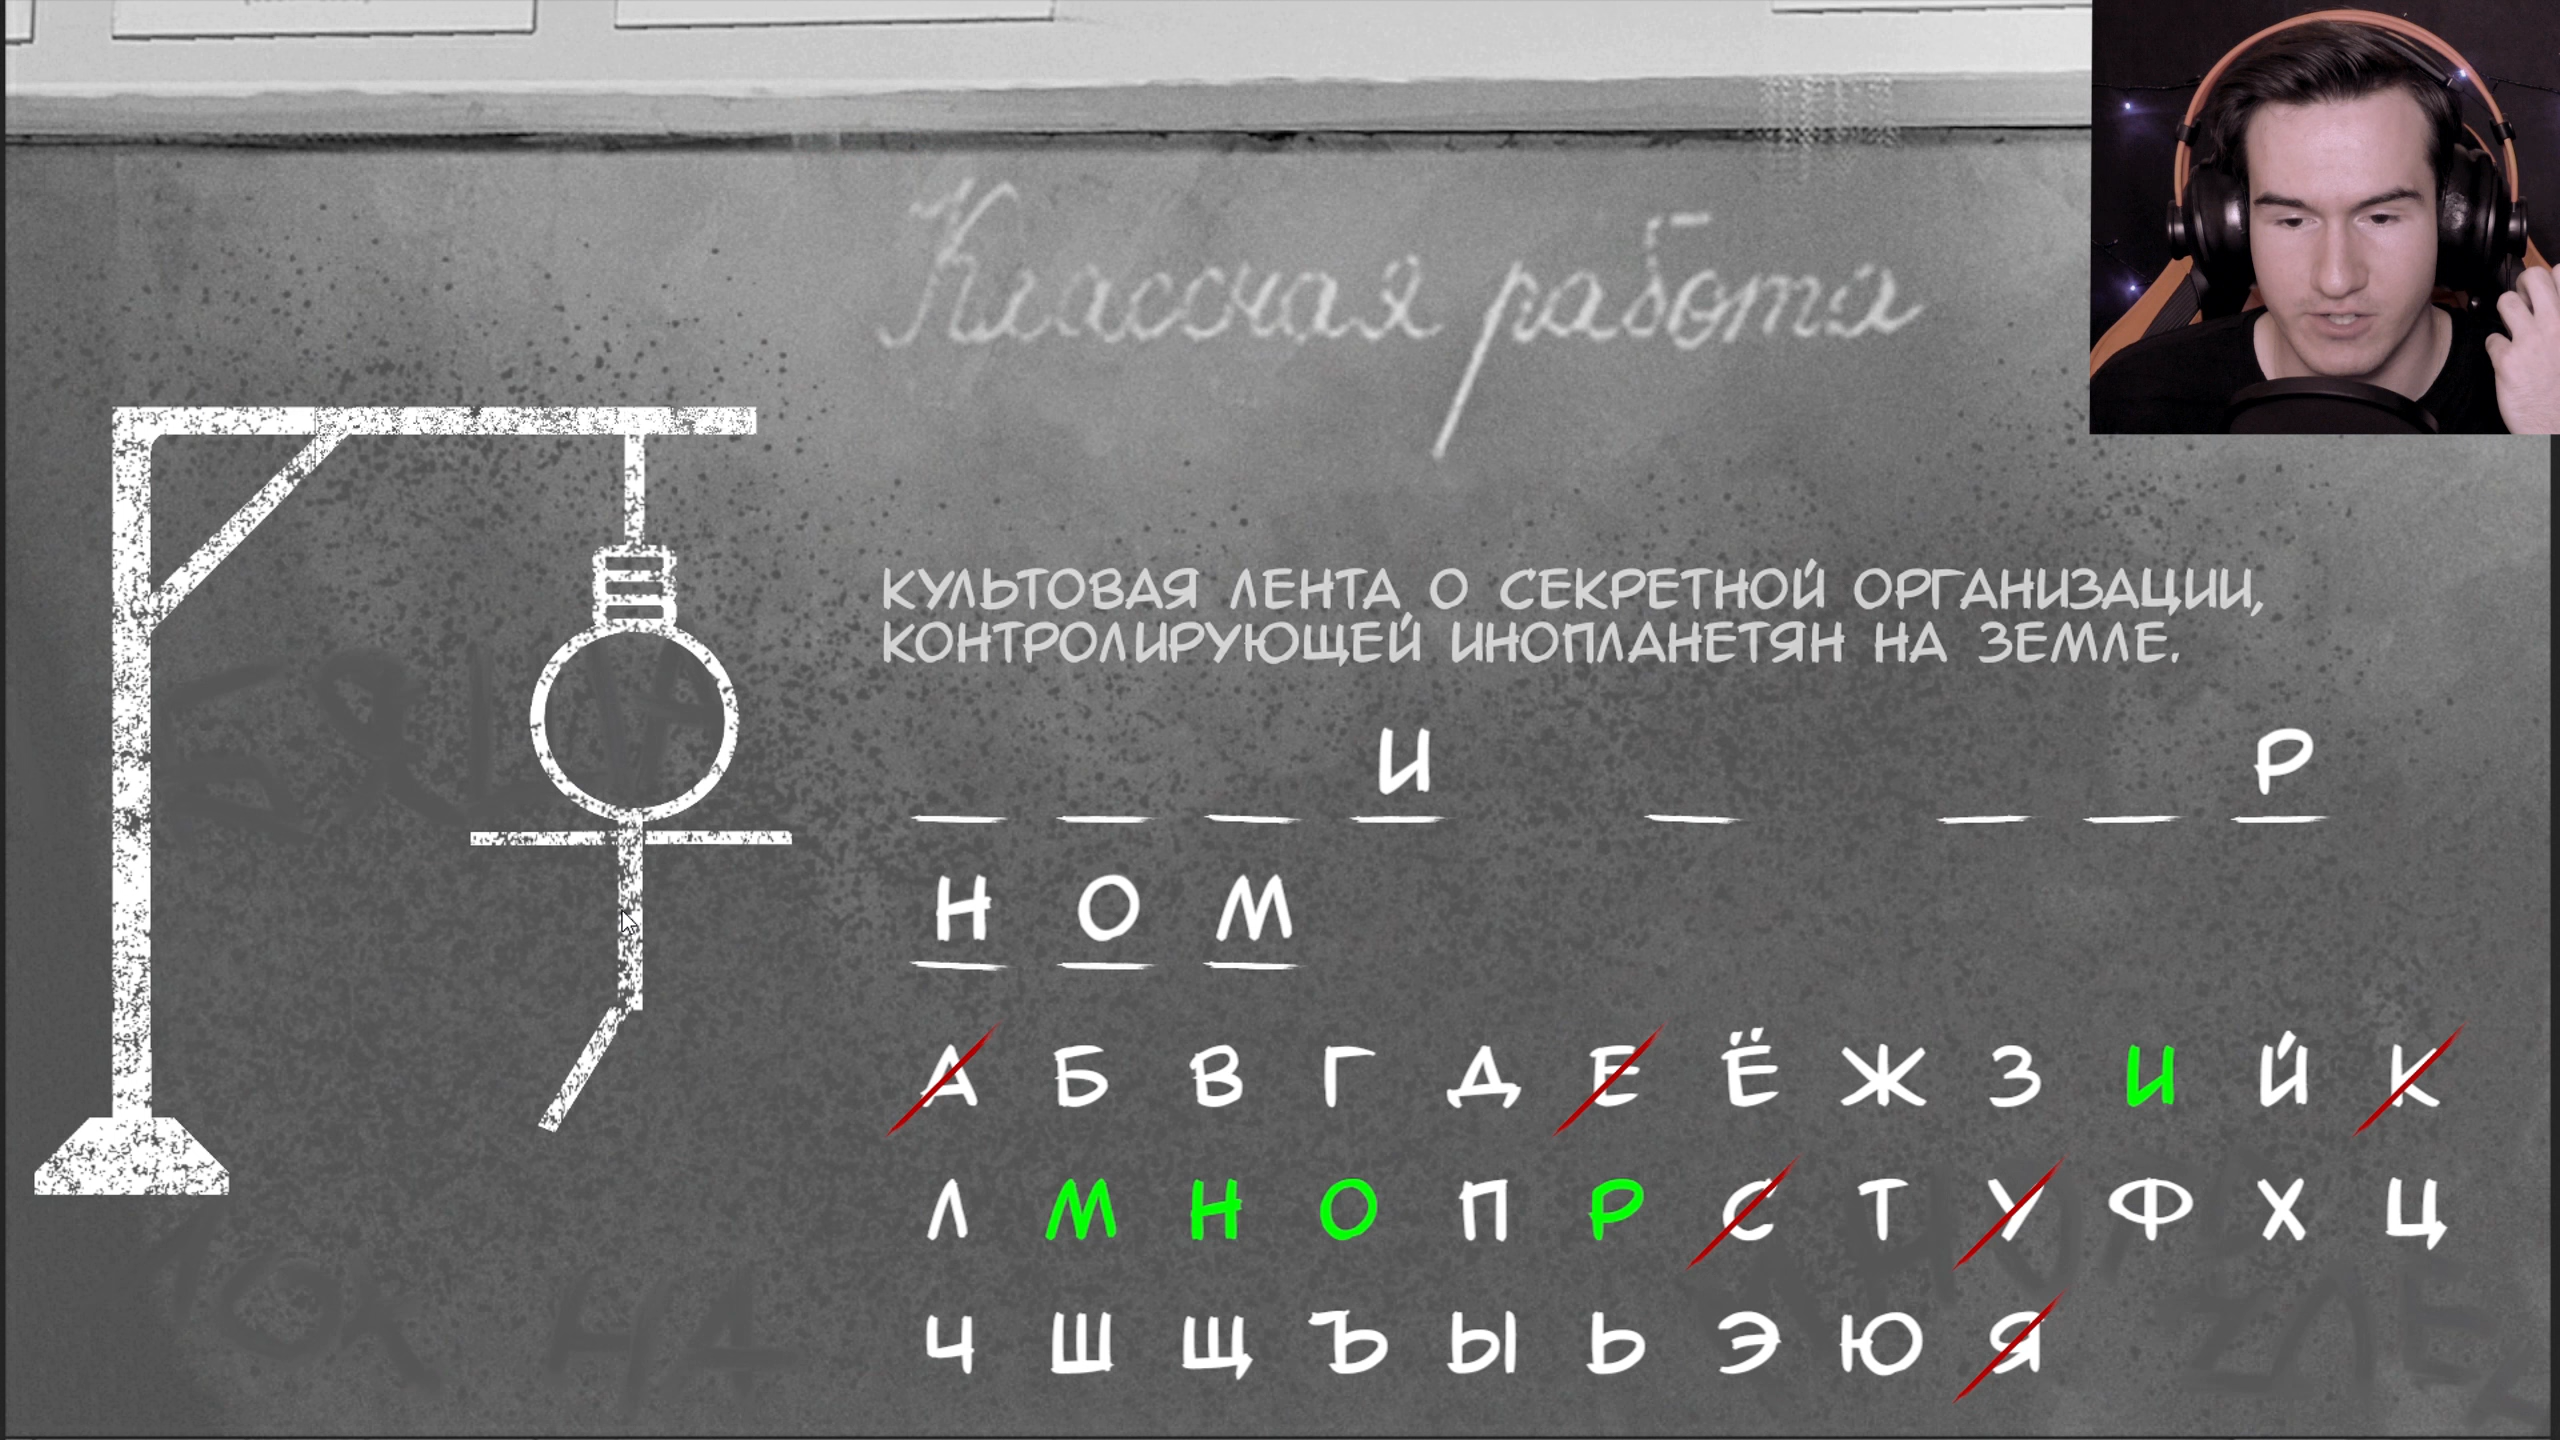 Классная работа
КУЛЬТОВАЯ ЛЕНТА О СЕКРЕТНОЙ ОРГАНИЗАЦИИ,
КОНТРОЛИРУЮЩЕЙ ИНОПЛАНЕТЯН НА ЗЕМЛЕ.
И Р
Н О М
А Б В Г Д Е Ё Ж З И Й К
Л М Н О П Р С Т У Ф Х Ц
Ч Ш Щ Ъ Ы Ь Э Ю Я